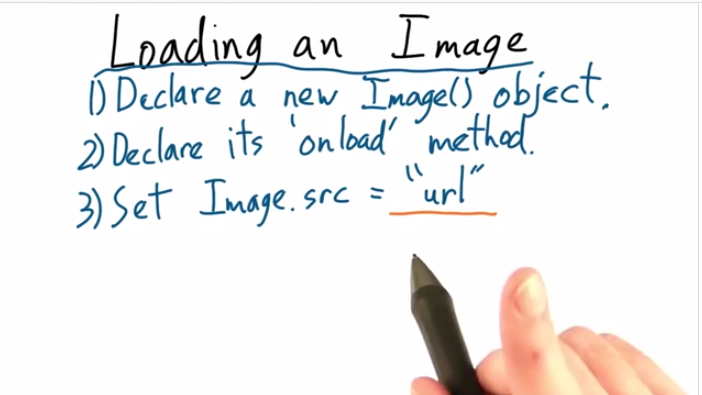 Loading an Image
1) Declare a new Image() object.
2) Declare its 'onload' method.
3) Set Image.src = "url"